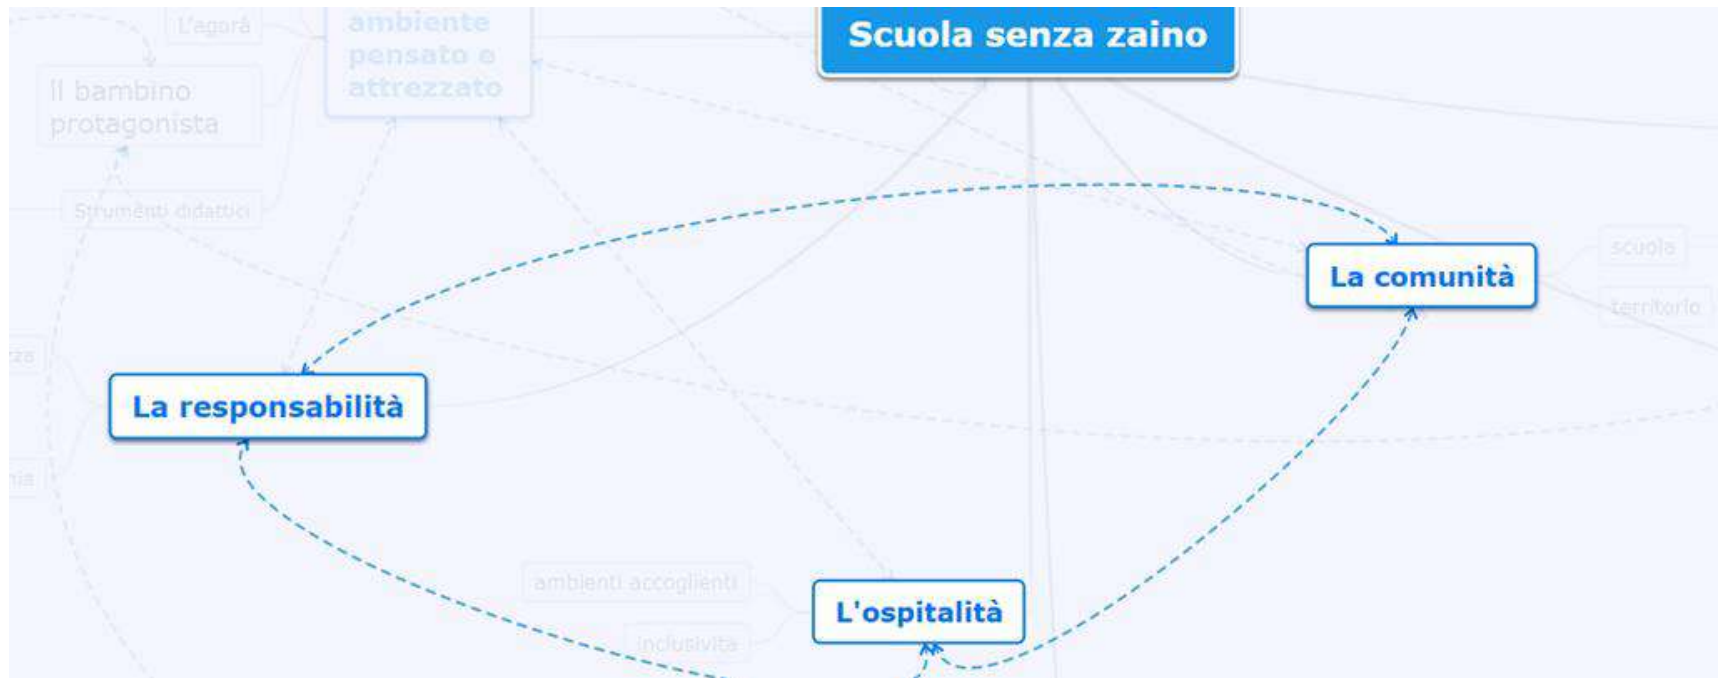 Scuola senza zaino
L'agorà
ambiente
pensato e
attrezzato
Il bambino
protagonista
Strumenti didattici
La comunità
scuola
territorio
La responsabilità
ambienti accoglienti
L'ospitalità
inclusività